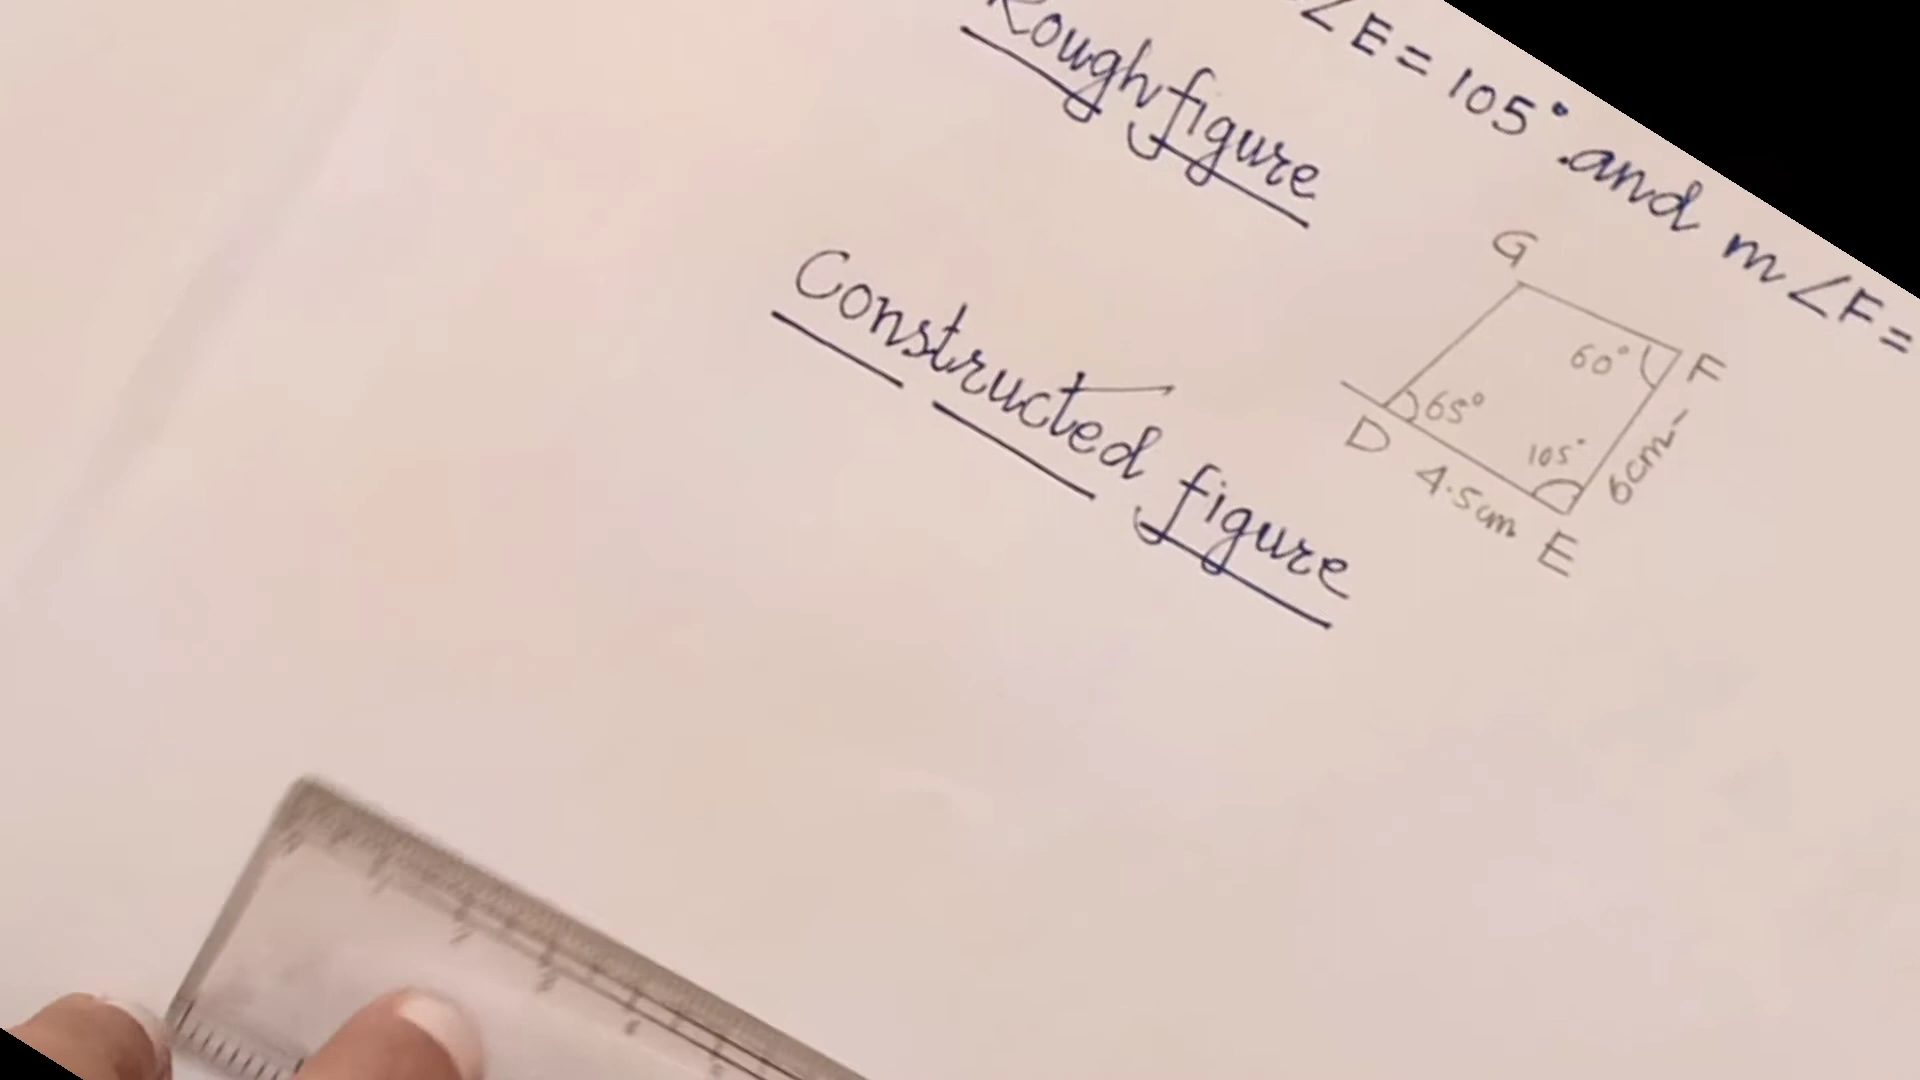 ∠E = 105° and m∠F =
Rough figure
Constructed figure
G
60° F
65°
105°
D 4.5cm E
6cm